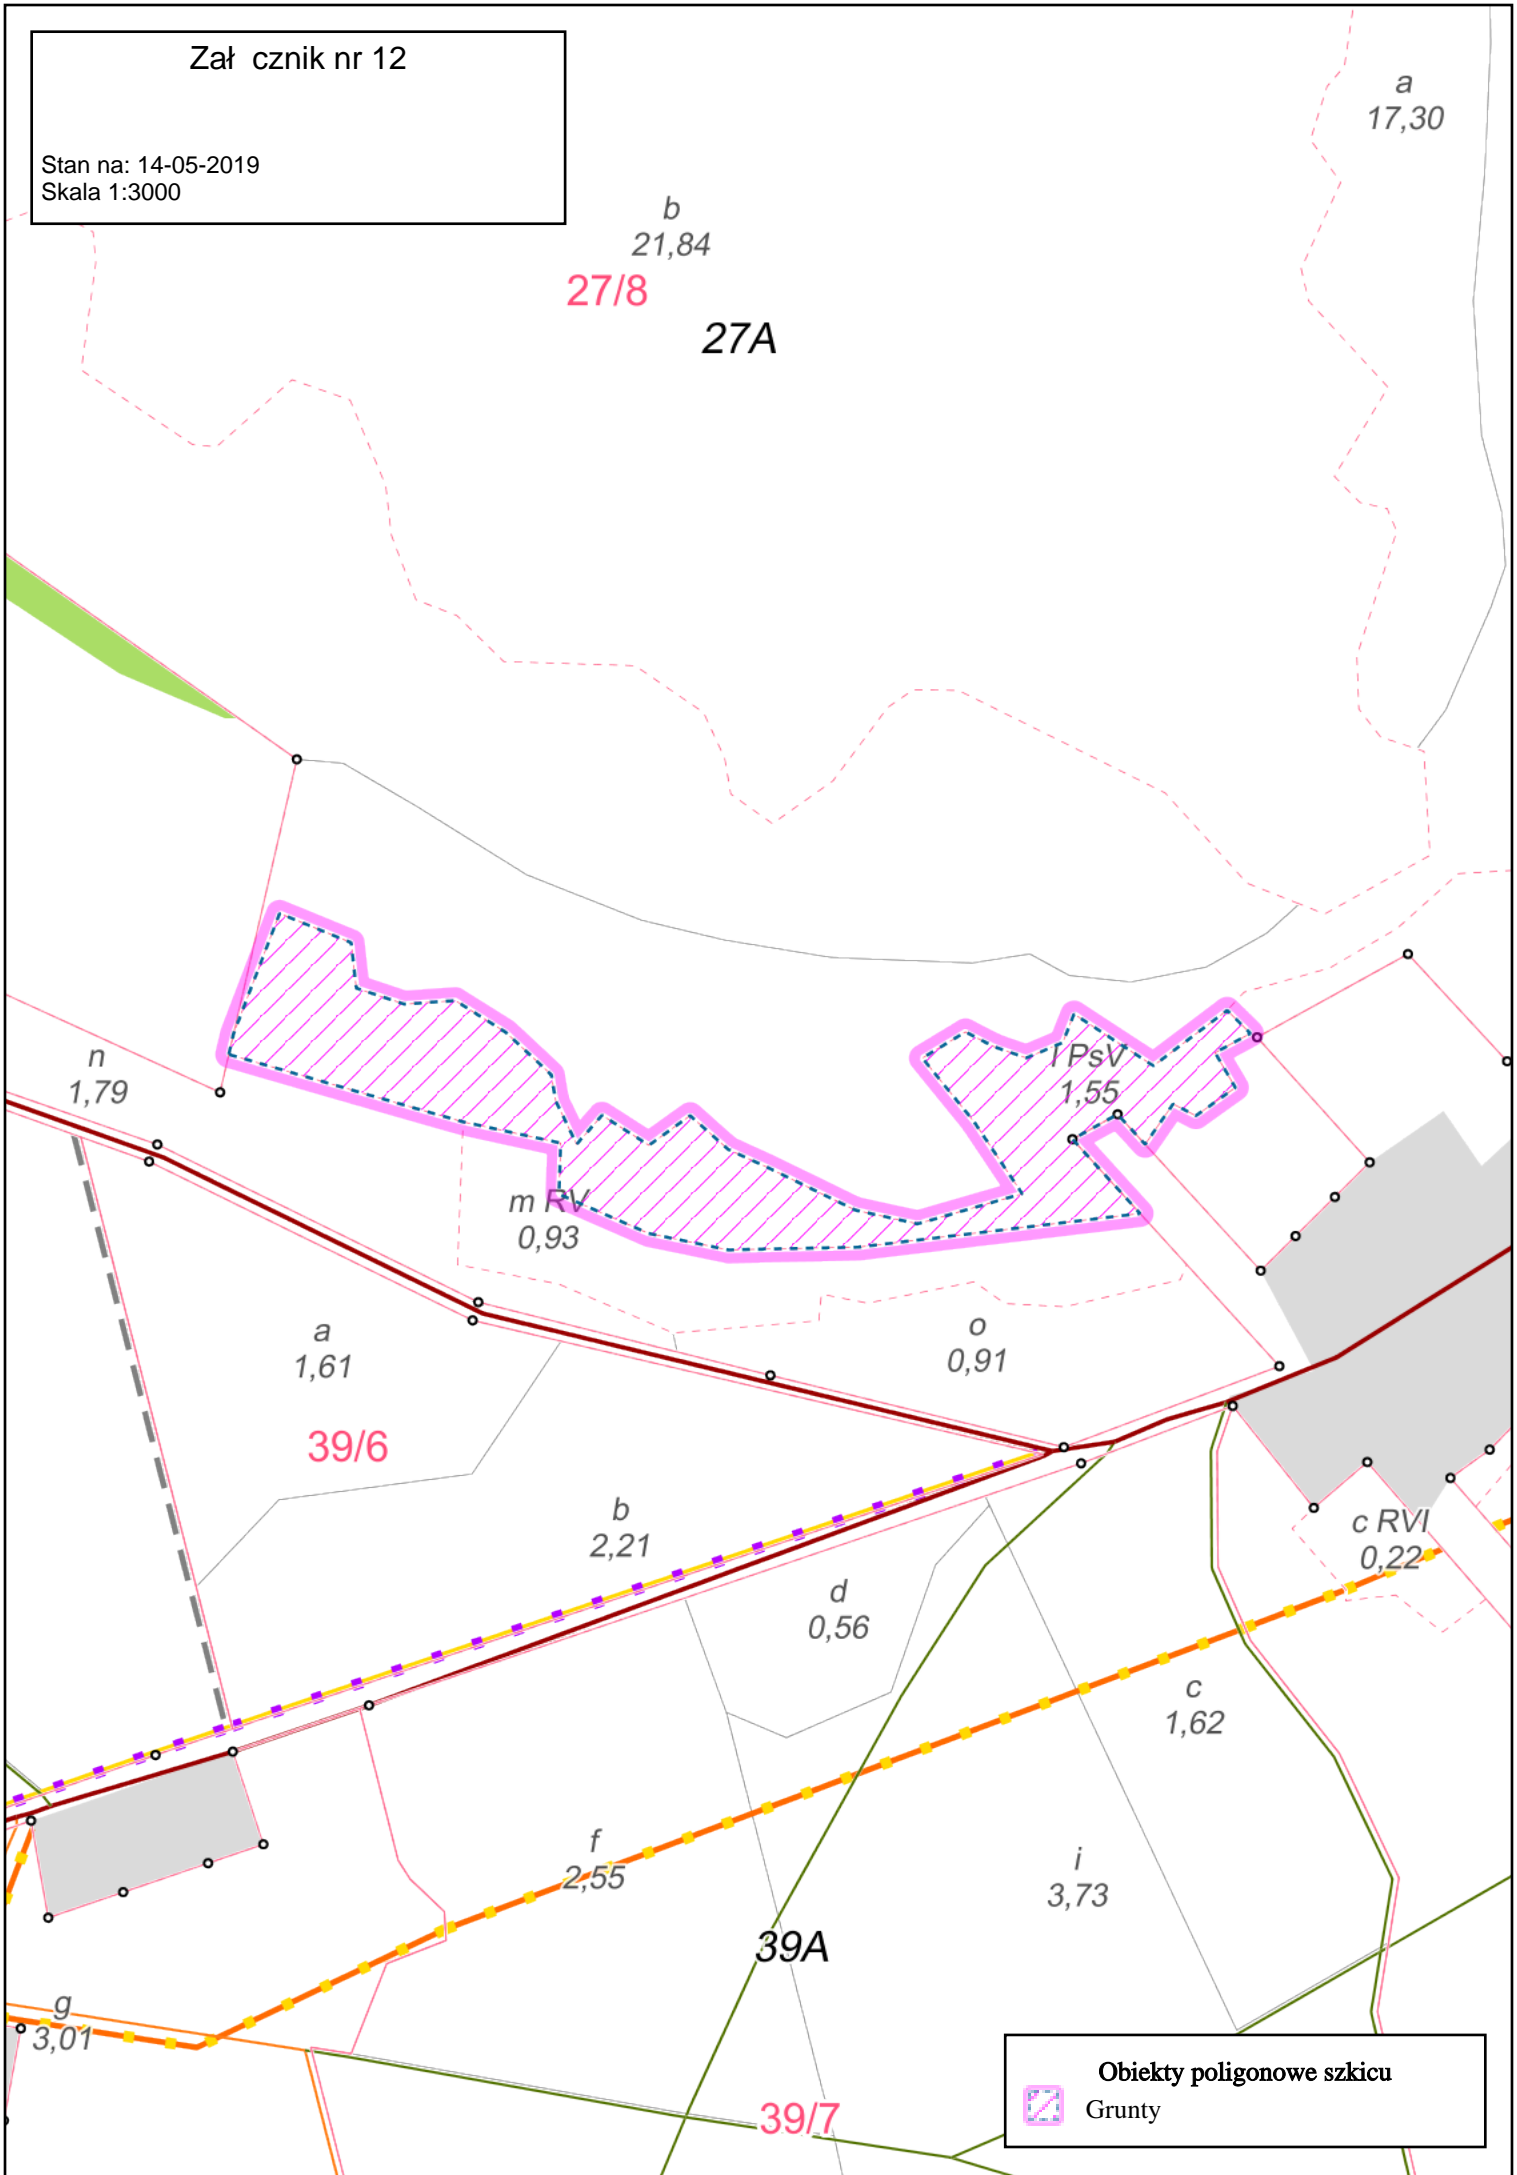 Zał cznik nr 12
Stan na: 14-05-2019
Skala 1:3000
a
17,30
b
21,84
27/8
27A
n
1,79
l PsV
1,55
m RV
0,93
a
1,61
o
0,91
39/6
b
2,21
c RVI
0,22
d
0,56
c
1,62
f
2,55
i
3,73
39A
g
3,01
39/7
Obiekty poligonowe szkicu
Grunty